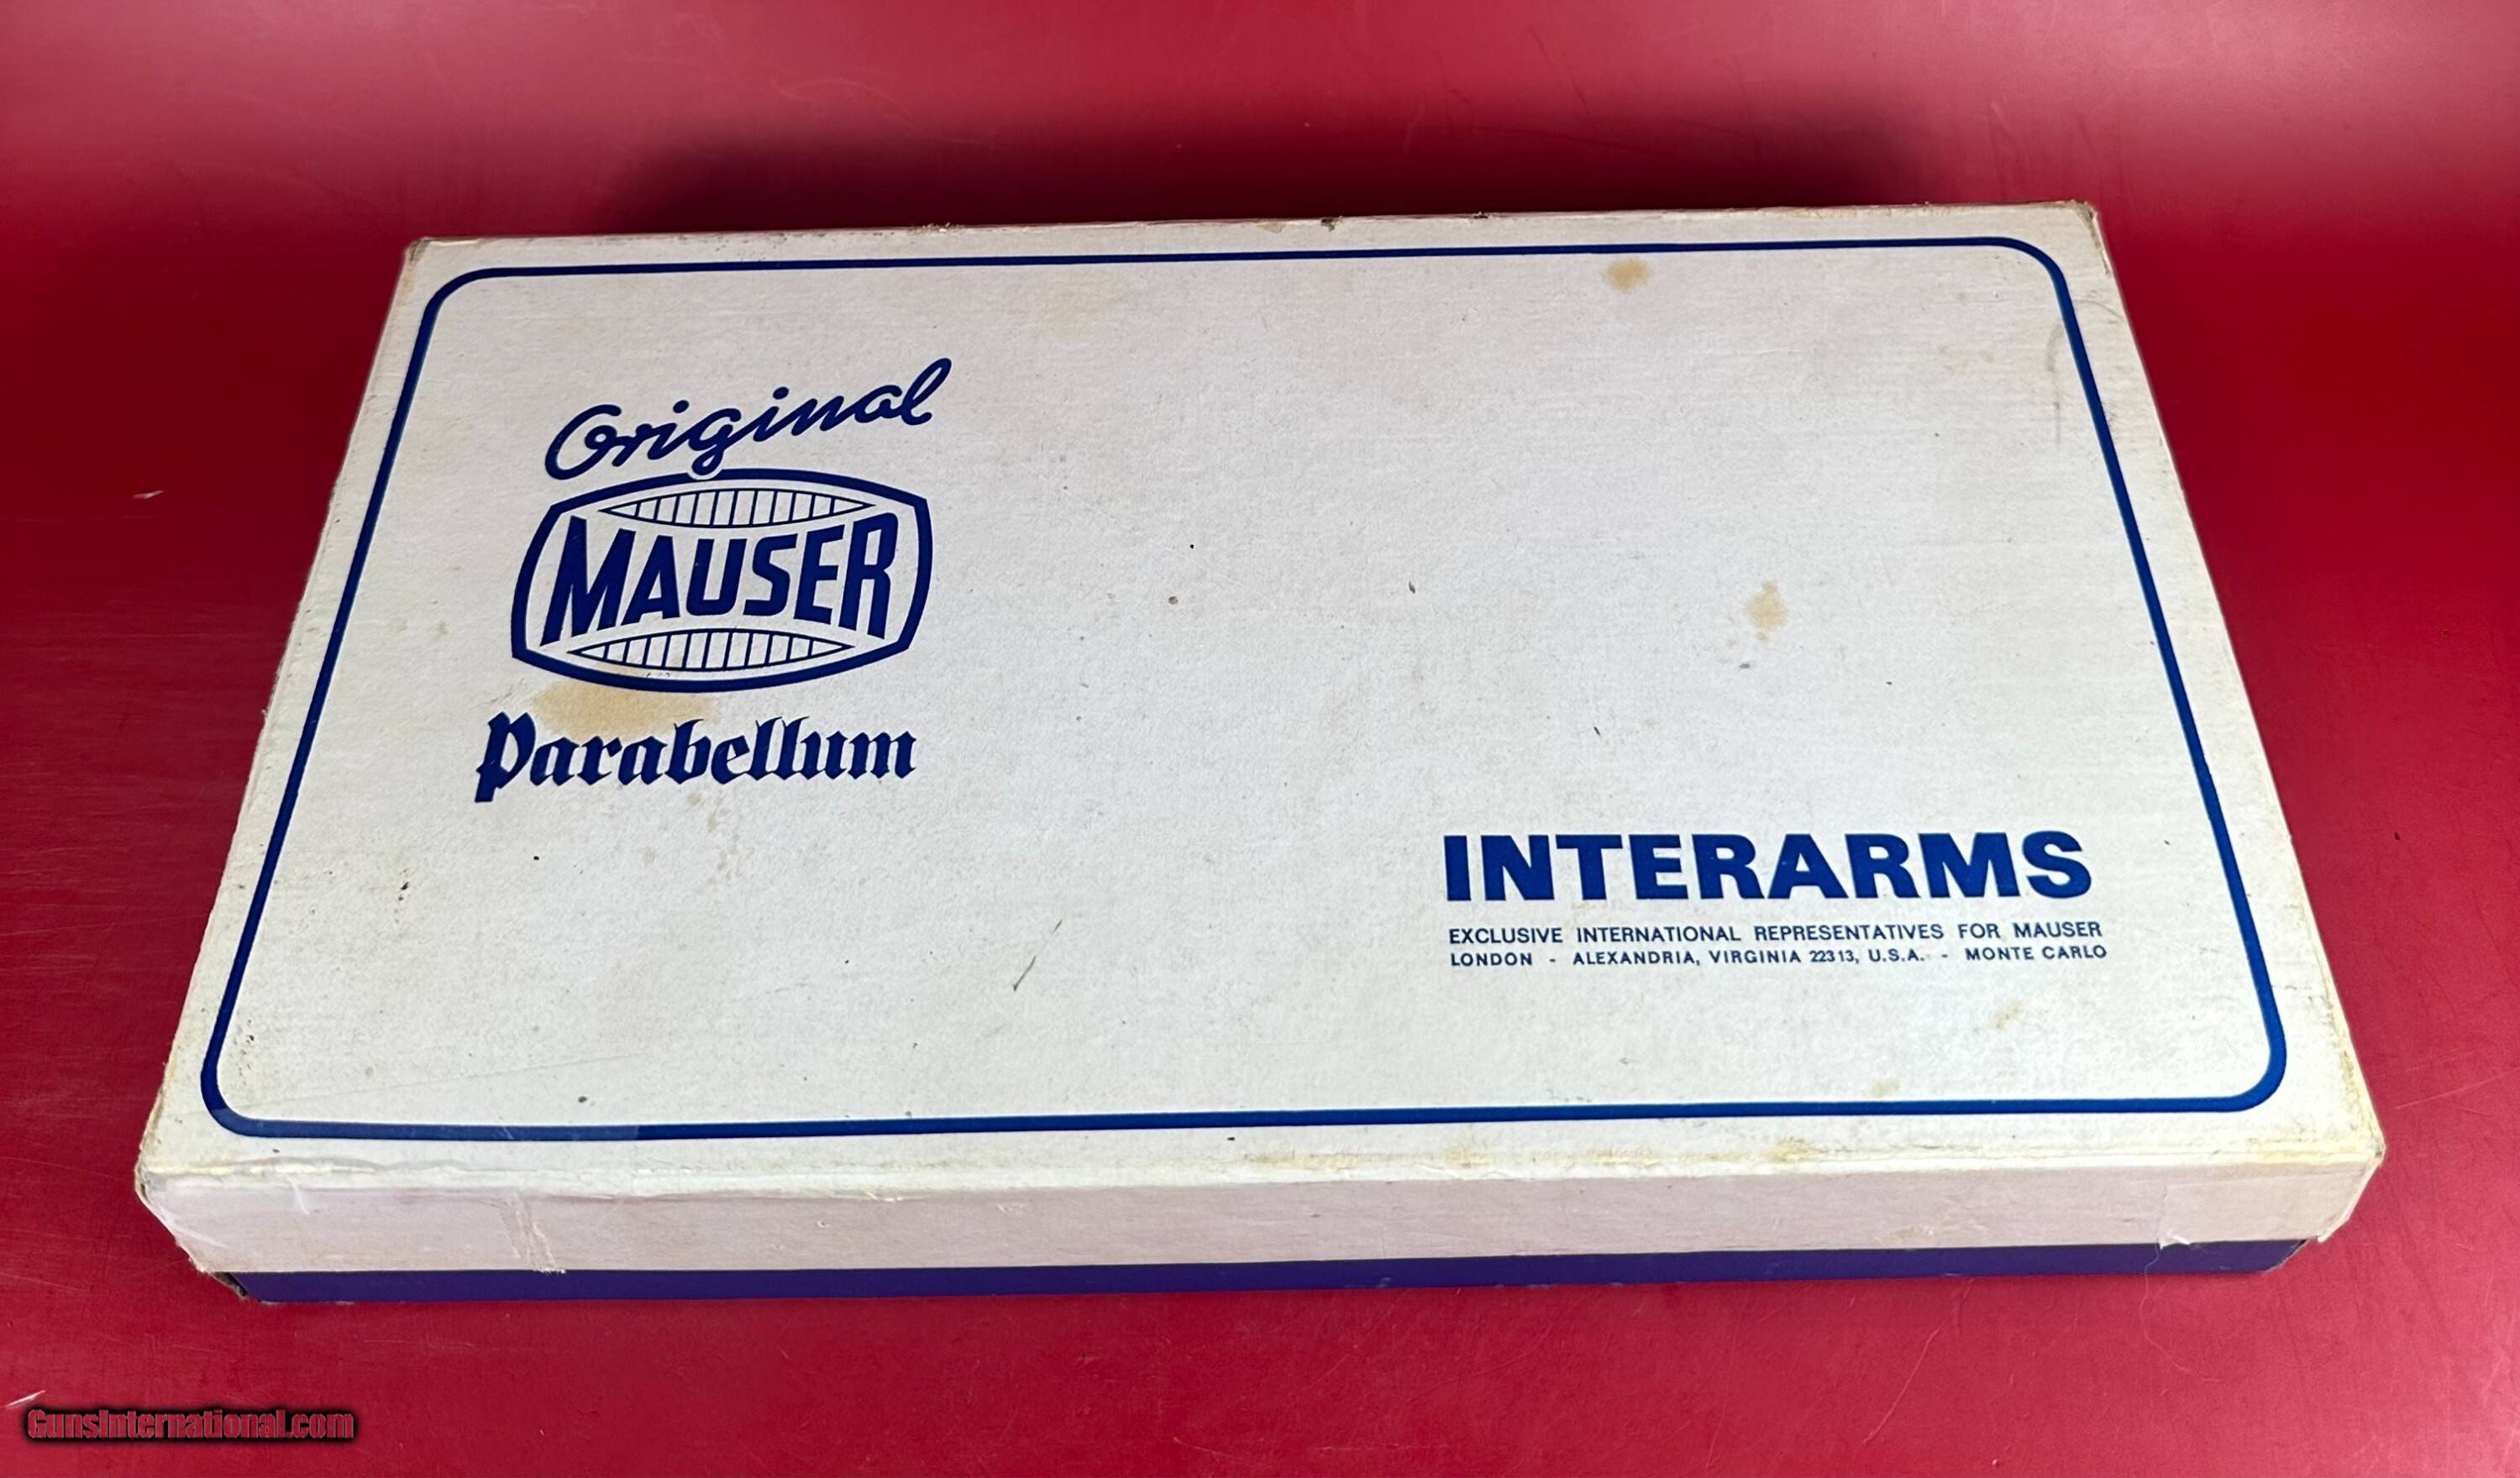 Original
MAUSER
Parabellum
INTERARMS
EXCLUSIVE INTERNATIONAL REPRESENTATIVES FOR MAUSER
LONDON - ALEXANDRIA, VIRGINIA 22313, U.S.A. - MONTE CARLO
GunsInternational.com